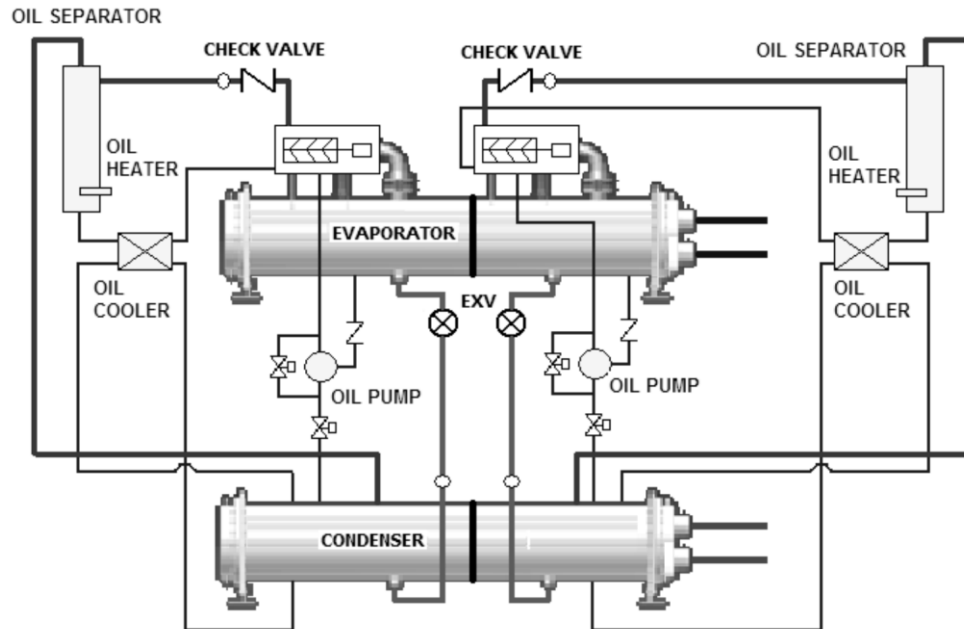 OIL SEPARATOR
CHECK VALVE
CHECK VALVE
OIL SEPARATOR
OIL
HEATER
OIL
HEATER
EVAPORATOR
OIL
COOLER
EXV
OIL
COOLER
OIL PUMP
OIL PUMP
CONDENSER